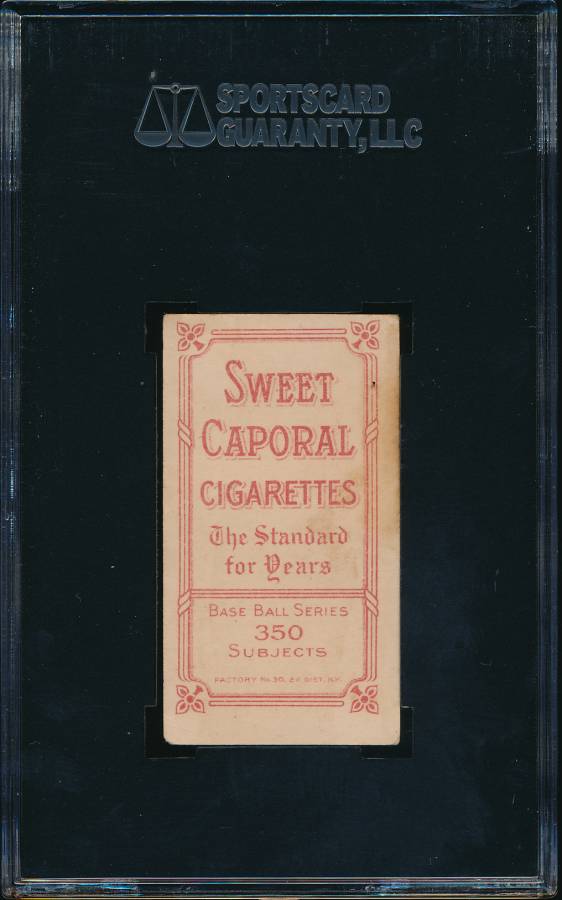 SPORTSCARD
GUARANTY, LLC
SWEET
CAPORAL
CIGARETTES
The Standard
for Years
BASE BALL SERIES
350
SUBJECTS
FACTORY No. 30, 2D DIST. N.Y.